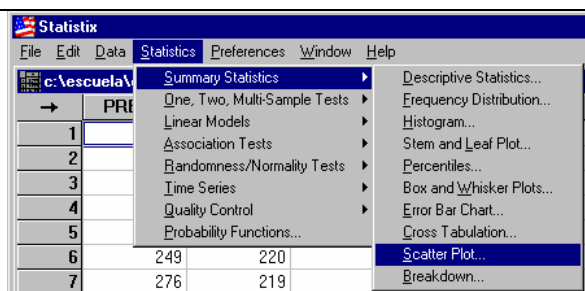 Statistix
File Edit Data Statistics Preferences Window Help
c:\escuela\
Summary Statistics
One, Two, Multi-Sample Tests
Linear Models
Association Tests
Randomness/Normality Tests
Time Series
Quality Control
Probability Functions...
Descriptive Statistics...
Frequency Distribution...
Histogram...
Stem and Leaf Plot...
Percentiles...
Box and Whisker Plots...
Error Bar Chart...
Cross Tabulation...
Scatter Plot...
Breakdown...
→ PRE
1
2
3
4
5
6 249 220
7 276 219